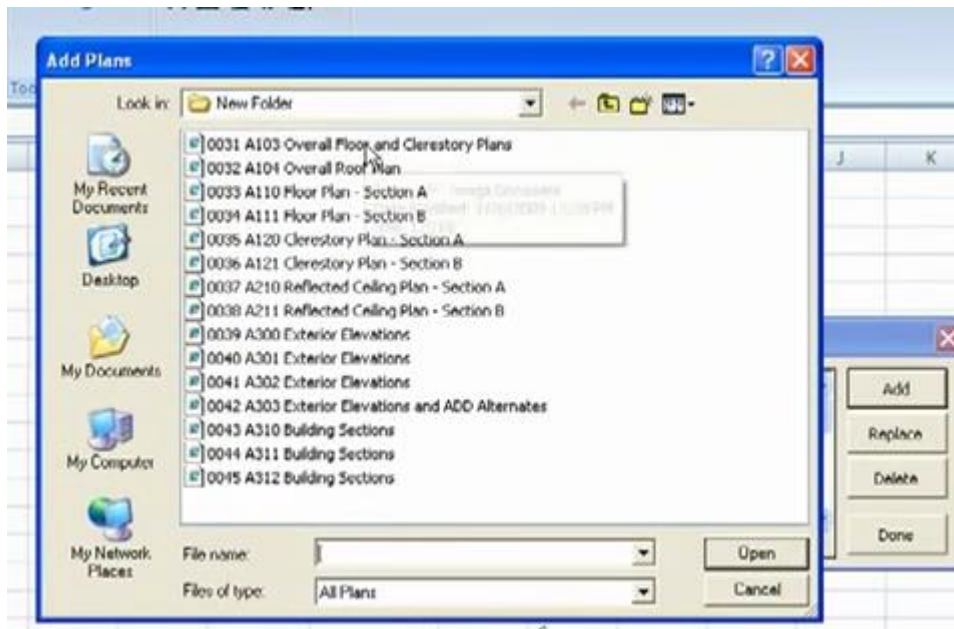 Add Plans
Look in:
New Folder
0031 A103 Overall Floor and Clerestory Plans
0032 A104 Overall Roof Plan
0033 A110 Floor Plan - Section A
0034 A111 Floor Plan - Section B
0035 A120 Clerestory Plan - Section A
0036 A121 Clerestory Plan - Section B
0037 A210 Reflected Ceiling Plan - Section A
0038 A211 Reflected Ceiling Plan - Section B
0039 A300 Exterior Elevations
0040 A301 Exterior Elevations
0041 A302 Exterior Elevations
0042 A303 Exterior Elevations and ADD Alternates
0043 A310 Building Sections
0044 A311 Building Sections
0045 A312 Building Sections
My Recent
Documents
Desktop
My Documents
My Computer
My Network
Places
File name:
Open
Files of type:
All Plans
Cancel
J
K
Add
Replace
Delete
Done